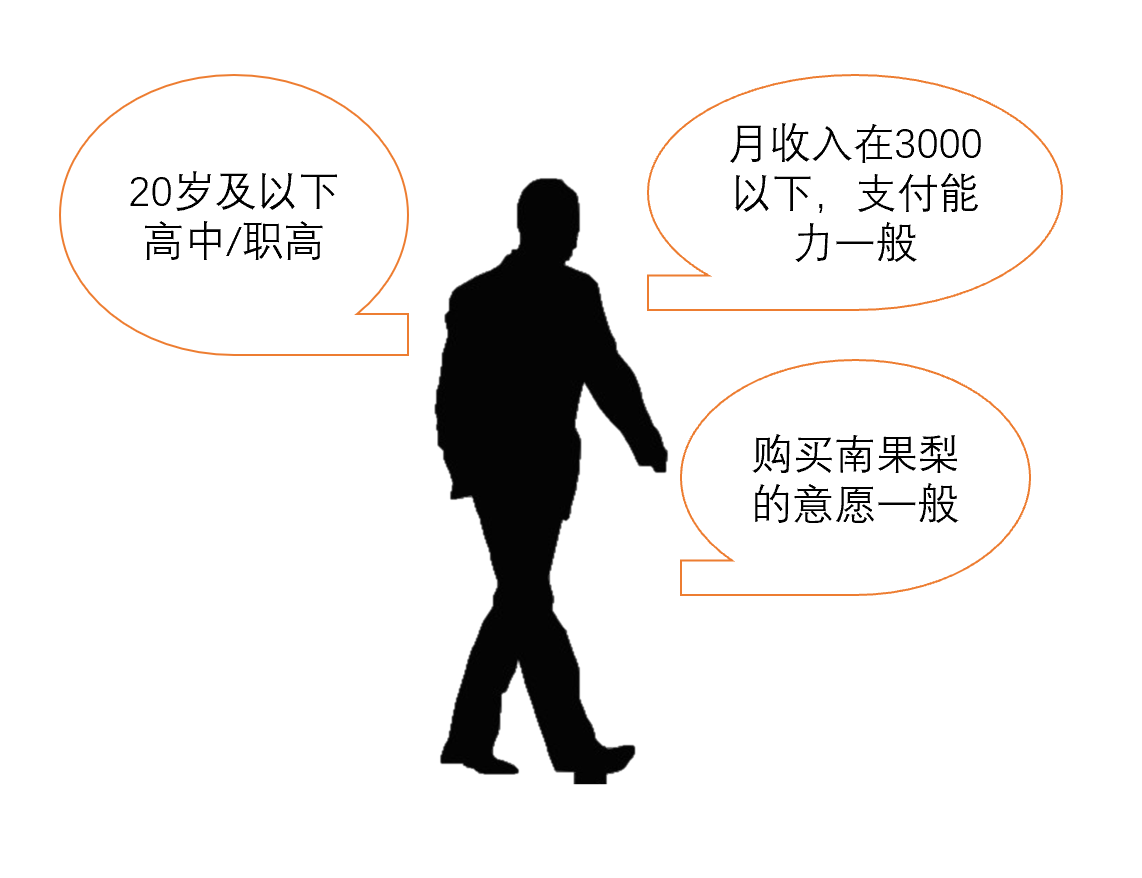 20岁及以下
高中/职高
月收入在3000
以下，支付能
力一般
购买南果梨
的意愿一般